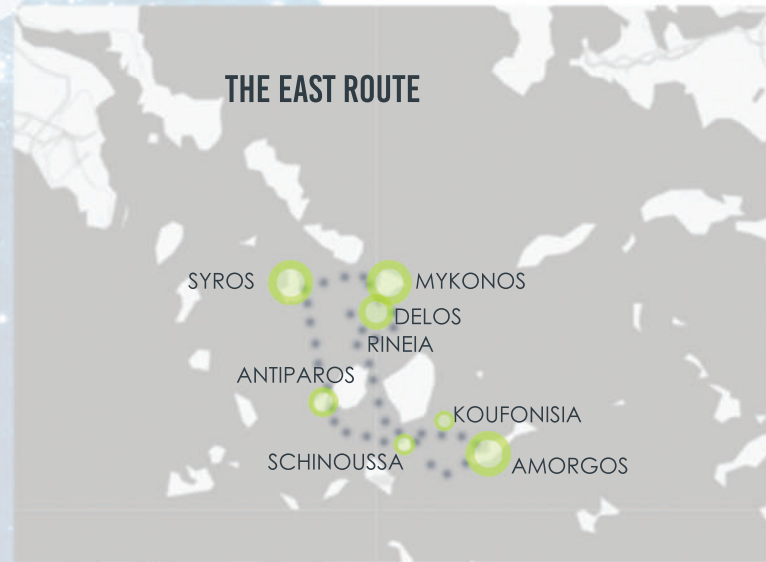 THE EAST ROUTE
SYROS
MYKONOS
DELOS
RINEIA
ANTIPAROS
KOUFONISIA
SCHINOUSSA
AMORGOS